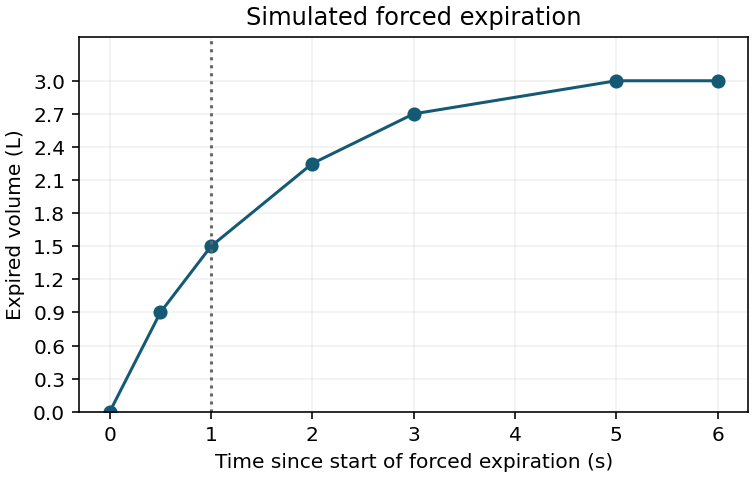 Simulated forced expiration
Expired volume (L)
3.0
2.7
2.4
2.1
1.8
1.5
1.2
0.9
0.6
0.3
0.0
0 1 2 3 4 5 6
Time since start of forced expiration (s)